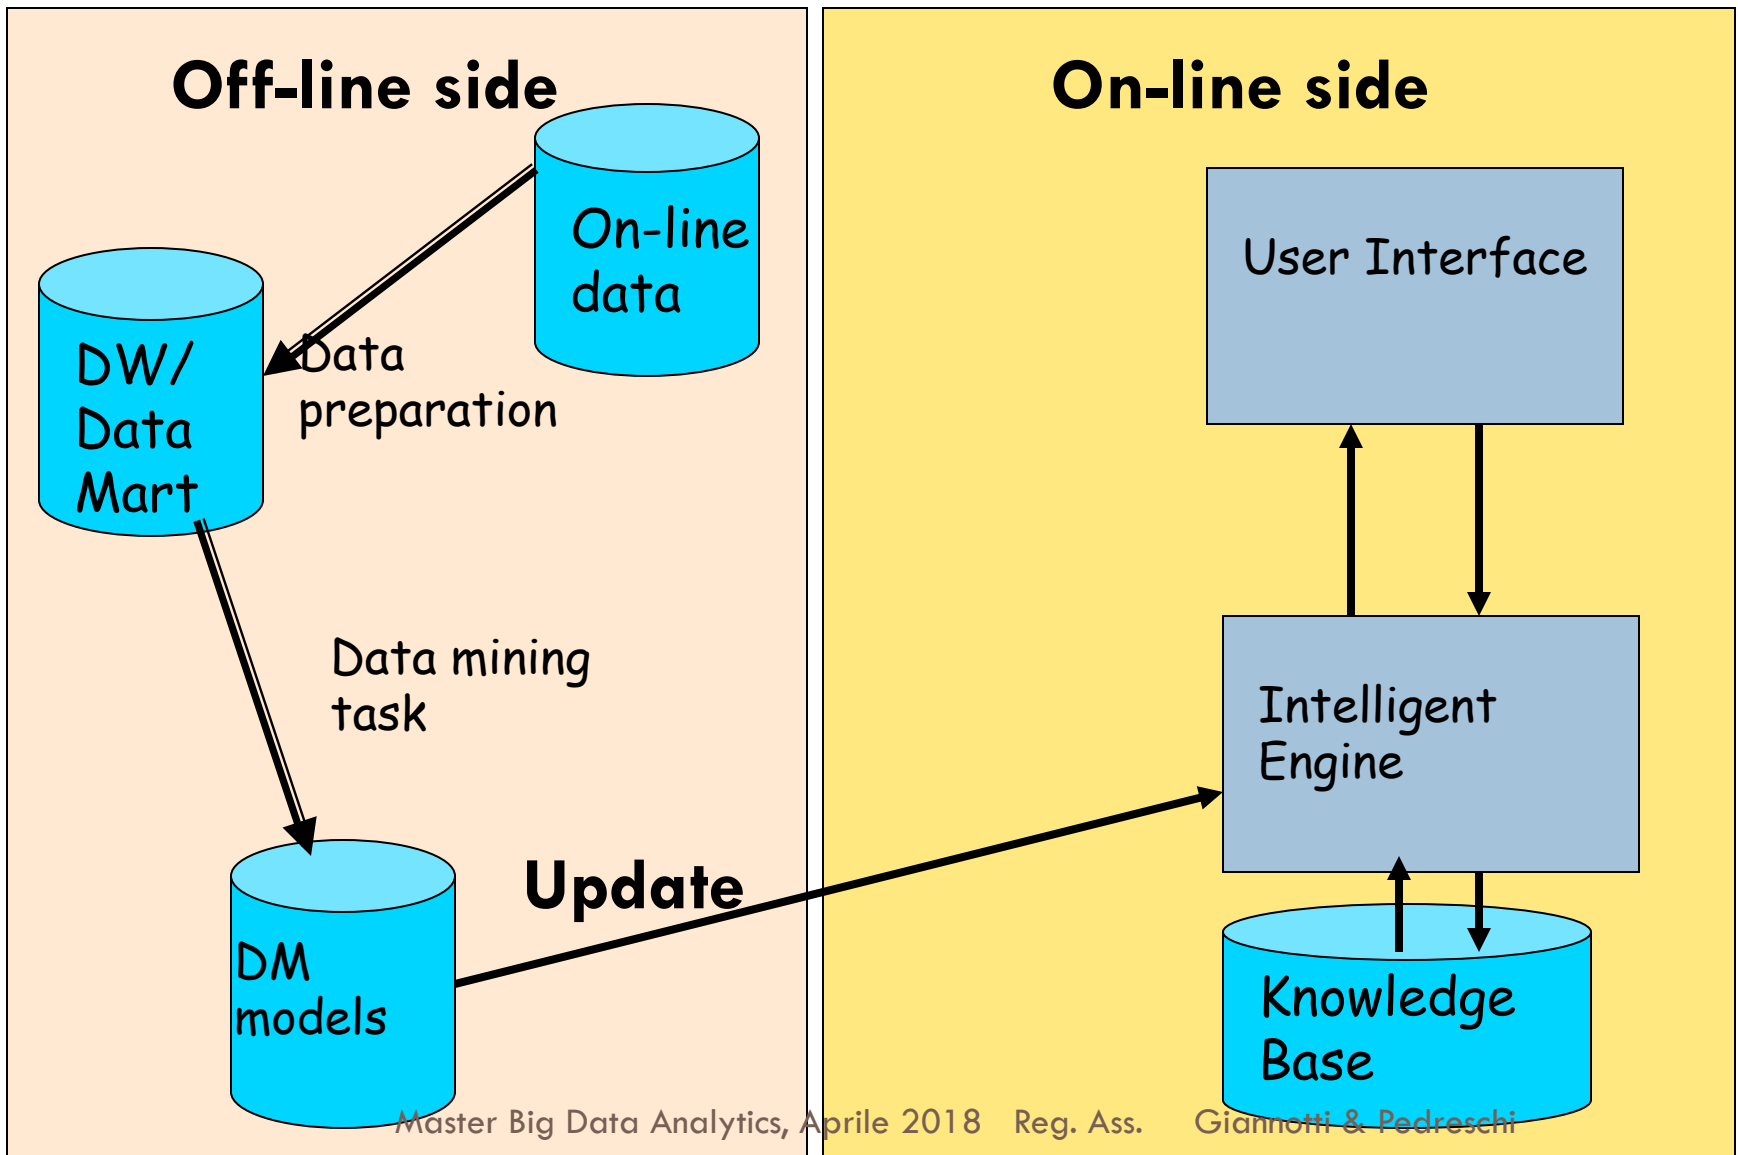 Off-line side
On-line
data
DW/
Data
Mart
Data
preparation
Data mining
task
DM
models
Update
On-line side
User Interface
Intelligent
Engine
Knowledge
Base
Master Big Data Analytics, Aprile 2018 Reg. Ass. Giannotti & Pedreschi